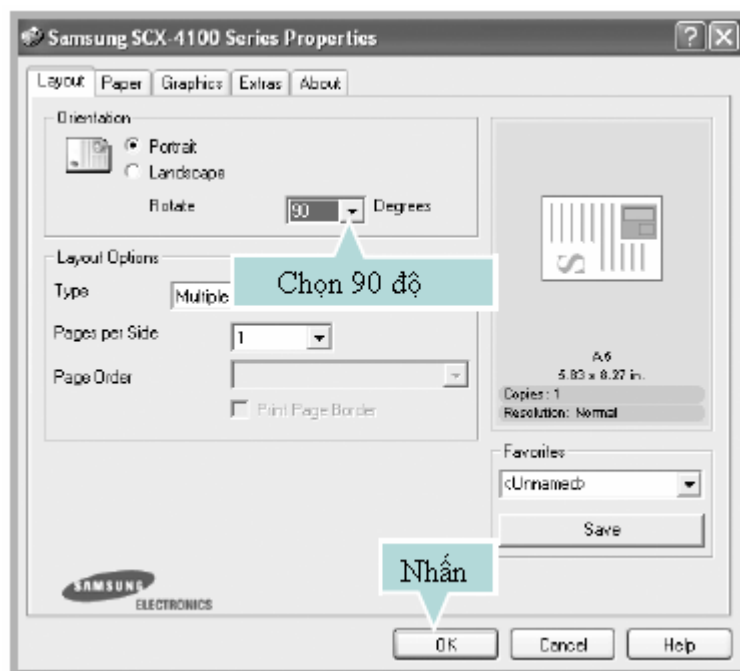 Samsung SCX-4100 Series Properties
Layout Paper Graphics Extras About
Orientation
Portrait
Landscape
Rotate 90 Degrees
Layout Options
Chọn 90 độ
Type Multiple
Pages per Side 1
Page Order
Print Page Border
A5
5.83 x 8.27 in.
Copies: 1
Resolution: Normal
Favorites
<Unnamed>
Save
Nhấn
SAMSUNG
ELECTRONICS
OK Cancel Help